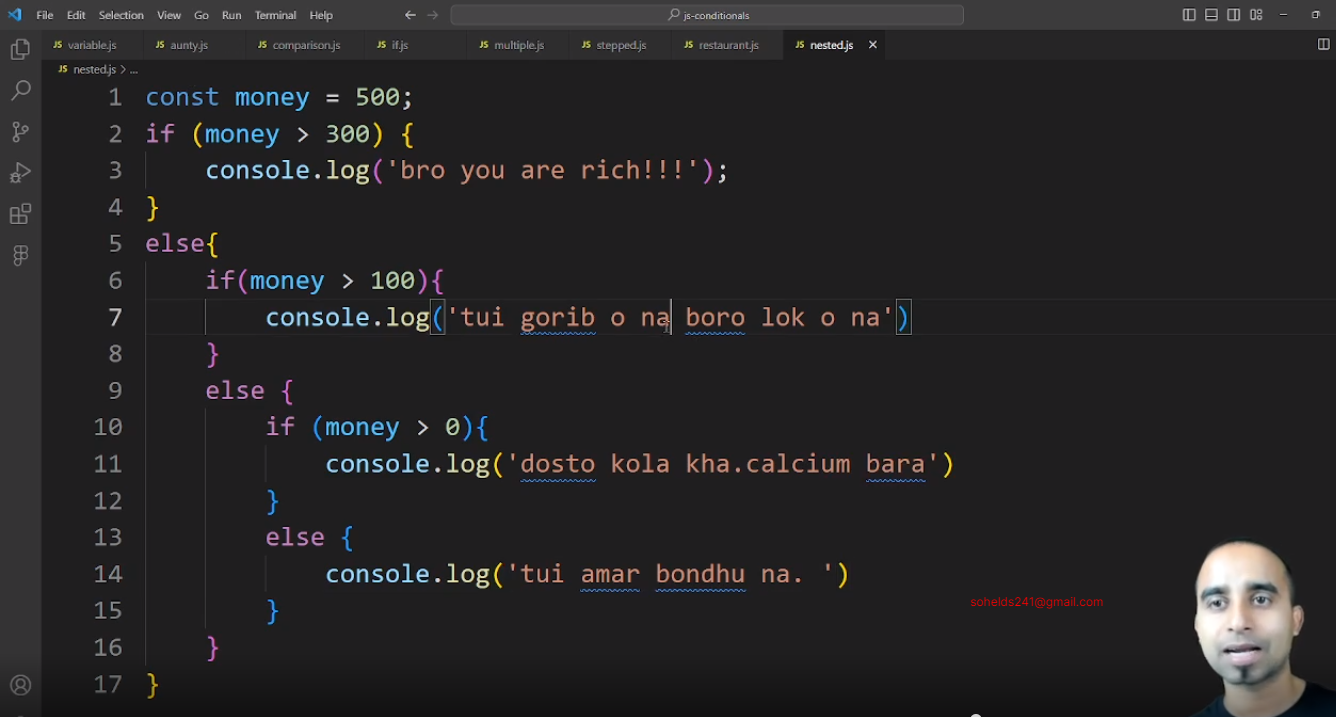 File Edit Selection View Go Run Terminal Help
js-conditionals
JS variable.js JS aunty.js JS comparison.js JS if.js JS multiple.js JS stepped.js JS restaurant.js JS nested.js
JS nested.js > ...
1 const money = 500;
2 if (money > 300) {
3 console.log('bro you are rich!!!');
4 }
5 else{
6 if(money > 100){
7 console.log('tui gorib o na boro lok o na')
8 }
9 else {
10 if (money > 0){
11 console.log('dosto kola kha.calcium bara')
12 }
13 else {
14 console.log('tui amar bondhu na. ')
15 }
16 }
17 }
sohelds241@gmail.com